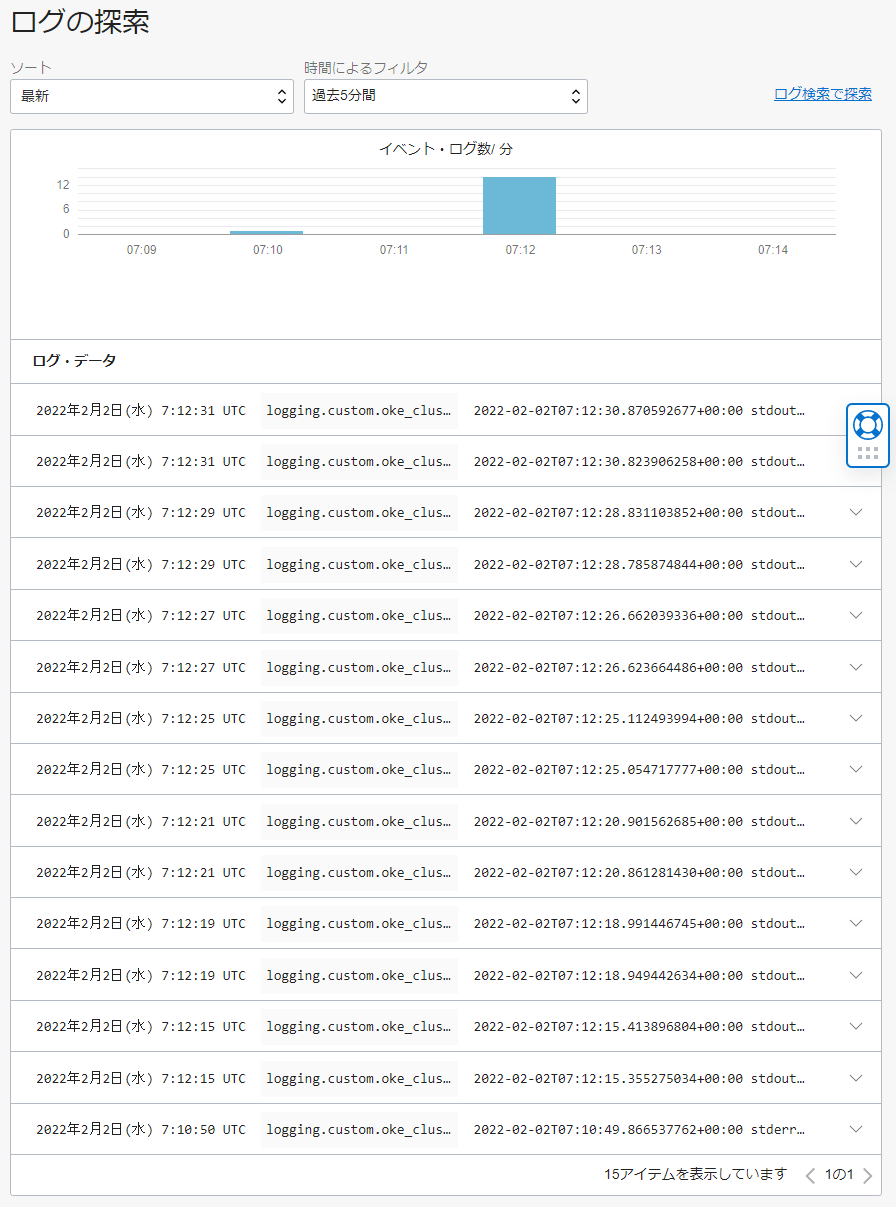 ログの探索
ソート
時間によるフィルタ
最新
過去5分間
ログ検索で探索
イベント・ログ数/ 分
12
6
0
07:09 07:10 07:11 07:12 07:13 07:14
ログ・データ
2022年2月2日(水) 7:12:31 UTC logging.custom.oke_clus… 2022-02-02T07:12:30.870592677+00:00 stdout…
2022年2月2日(水) 7:12:31 UTC logging.custom.oke_clus… 2022-02-02T07:12:30.823906258+00:00 stdout…
2022年2月2日(水) 7:12:29 UTC logging.custom.oke_clus… 2022-02-02T07:12:28.831103852+00:00 stdout…
2022年2月2日(水) 7:12:29 UTC logging.custom.oke_clus… 2022-02-02T07:12:28.785874844+00:00 stdout…
2022年2月2日(水) 7:12:27 UTC logging.custom.oke_clus… 2022-02-02T07:12:26.662039336+00:00 stdout…
2022年2月2日(水) 7:12:27 UTC logging.custom.oke_clus… 2022-02-02T07:12:26.623664486+00:00 stdout…
2022年2月2日(水) 7:12:25 UTC logging.custom.oke_clus… 2022-02-02T07:12:25.112493994+00:00 stdout…
2022年2月2日(水) 7:12:25 UTC logging.custom.oke_clus… 2022-02-02T07:12:25.054717777+00:00 stdout…
2022年2月2日(水) 7:12:21 UTC logging.custom.oke_clus… 2022-02-02T07:12:20.901562685+00:00 stdout…
2022年2月2日(水) 7:12:21 UTC logging.custom.oke_clus… 2022-02-02T07:12:20.861281430+00:00 stdout…
2022年2月2日(水) 7:12:19 UTC logging.custom.oke_clus… 2022-02-02T07:12:18.991446745+00:00 stdout…
2022年2月2日(水) 7:12:19 UTC logging.custom.oke_clus… 2022-02-02T07:12:18.949442634+00:00 stdout…
2022年2月2日(水) 7:12:15 UTC logging.custom.oke_clus… 2022-02-02T07:12:15.413896804+00:00 stdout…
2022年2月2日(水) 7:12:15 UTC logging.custom.oke_clus… 2022-02-02T07:12:15.355275034+00:00 stdout…
2022年2月2日(水) 7:10:50 UTC logging.custom.oke_clus… 2022-02-02T07:10:49.866537762+00:00 stderr…
15アイテムを表示しています 1の1